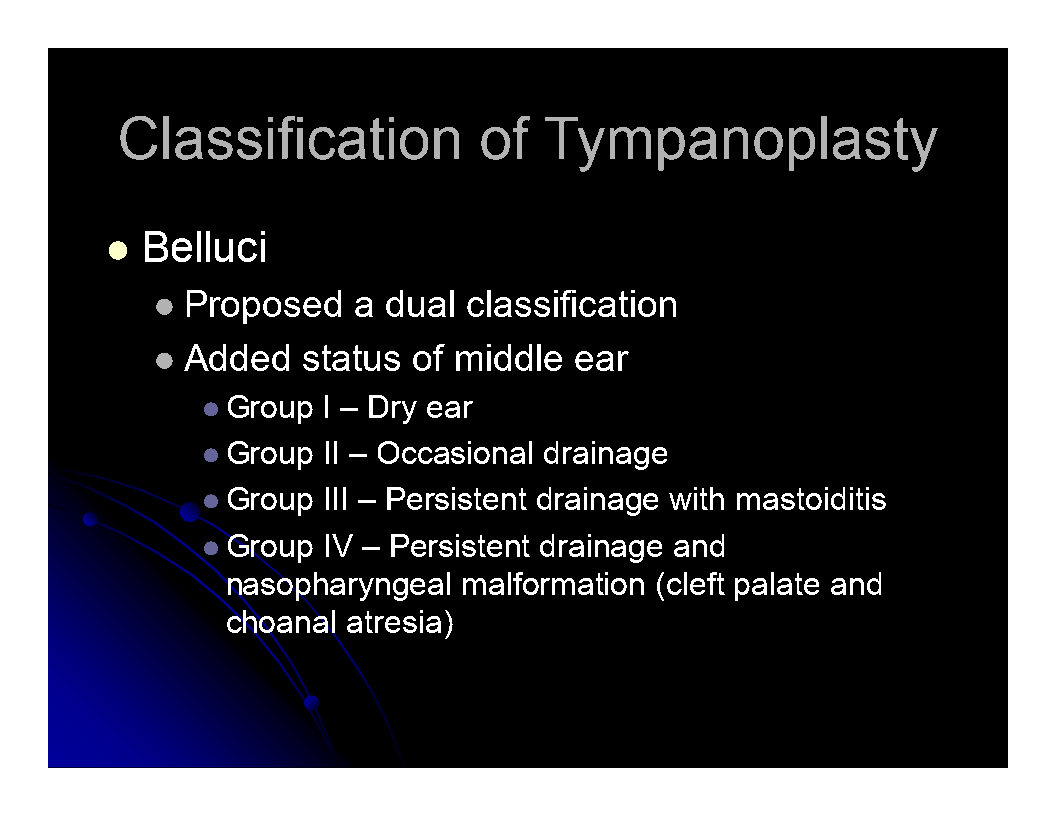 Classification of Tympanoplasty
Belluci
Proposed a dual classification
Added status of middle ear
Group I – Dry ear
Group II – Occasional drainage
Group III – Persistent drainage with mastoiditis
Group IV – Persistent drainage and
nasopharyngeal malformation (cleft palate and
choanal atresia)